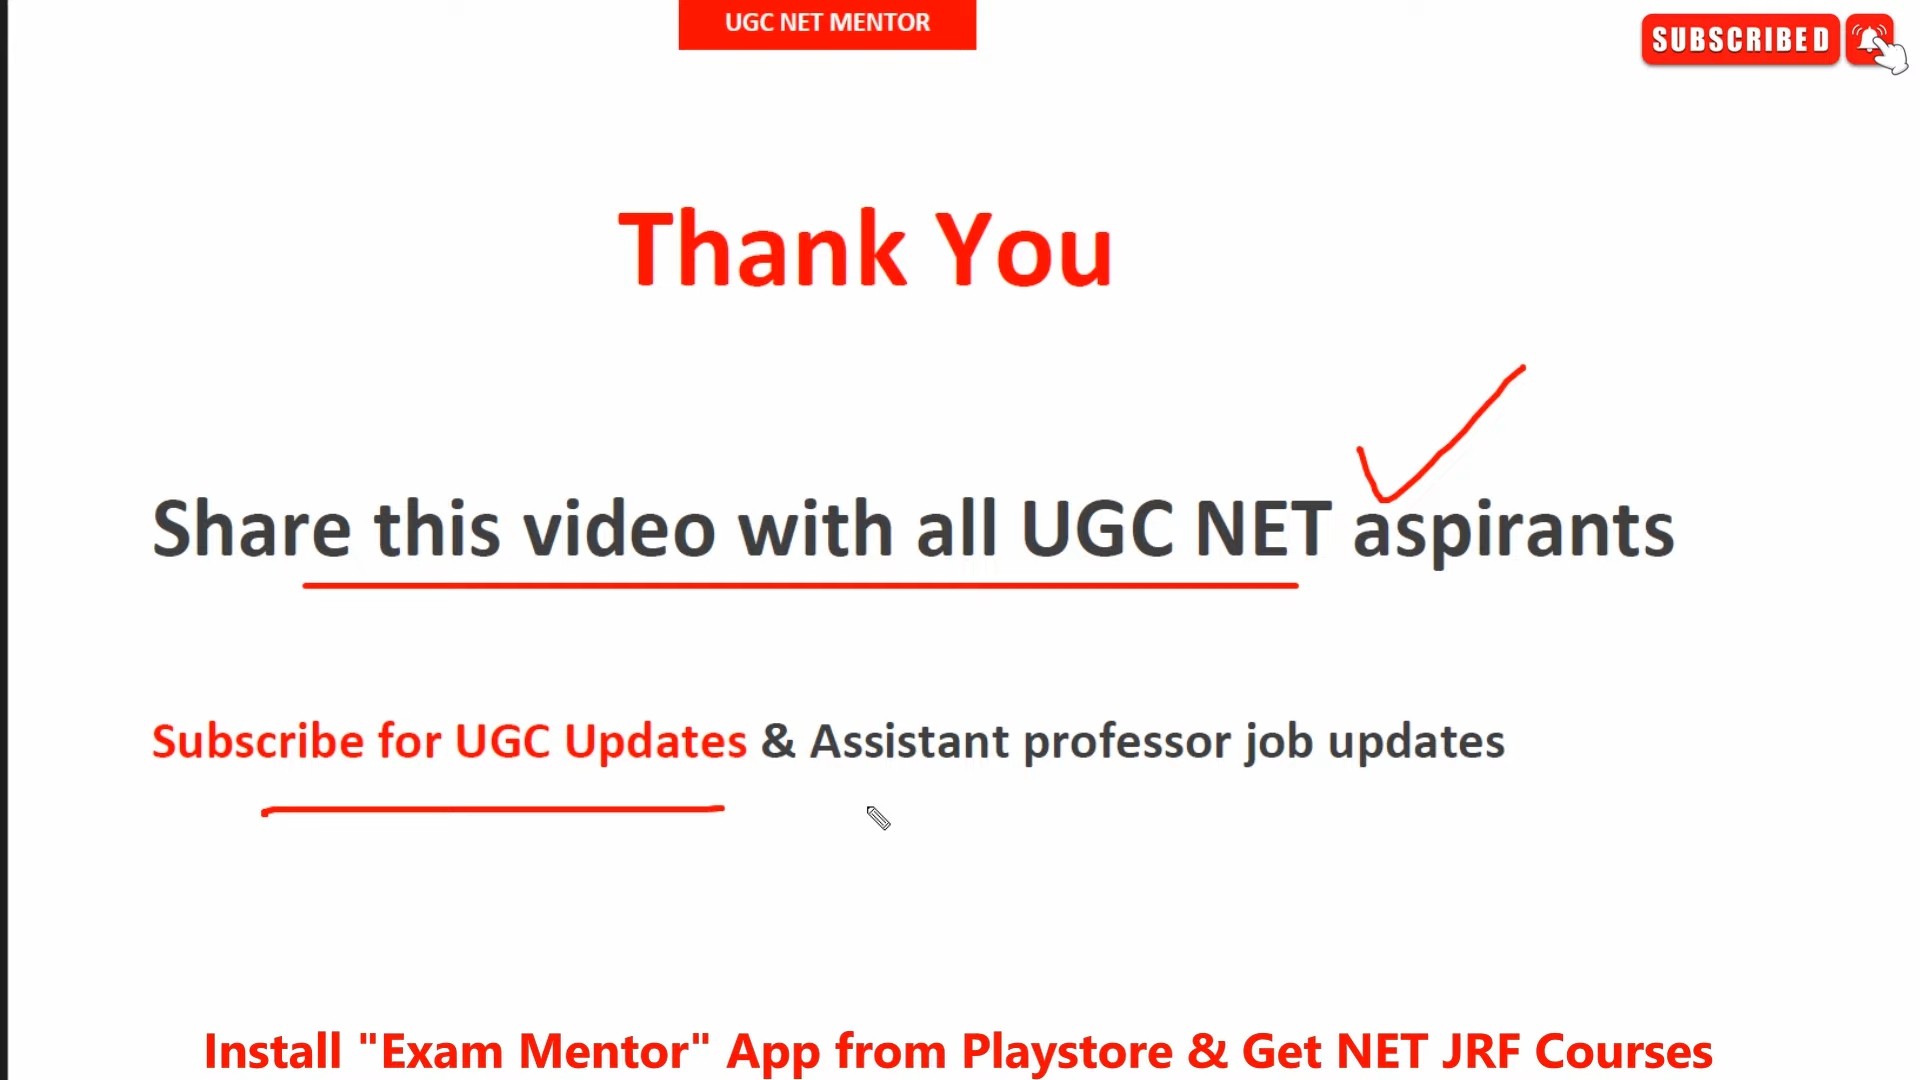 UGC NET MENTOR
SUBSCRIBED
Thank You
Share this video with all UGC NET aspirants
Subscribe for UGC Updates & Assistant professor job updates
Install "Exam Mentor" App from Playstore & Get NET JRF Courses